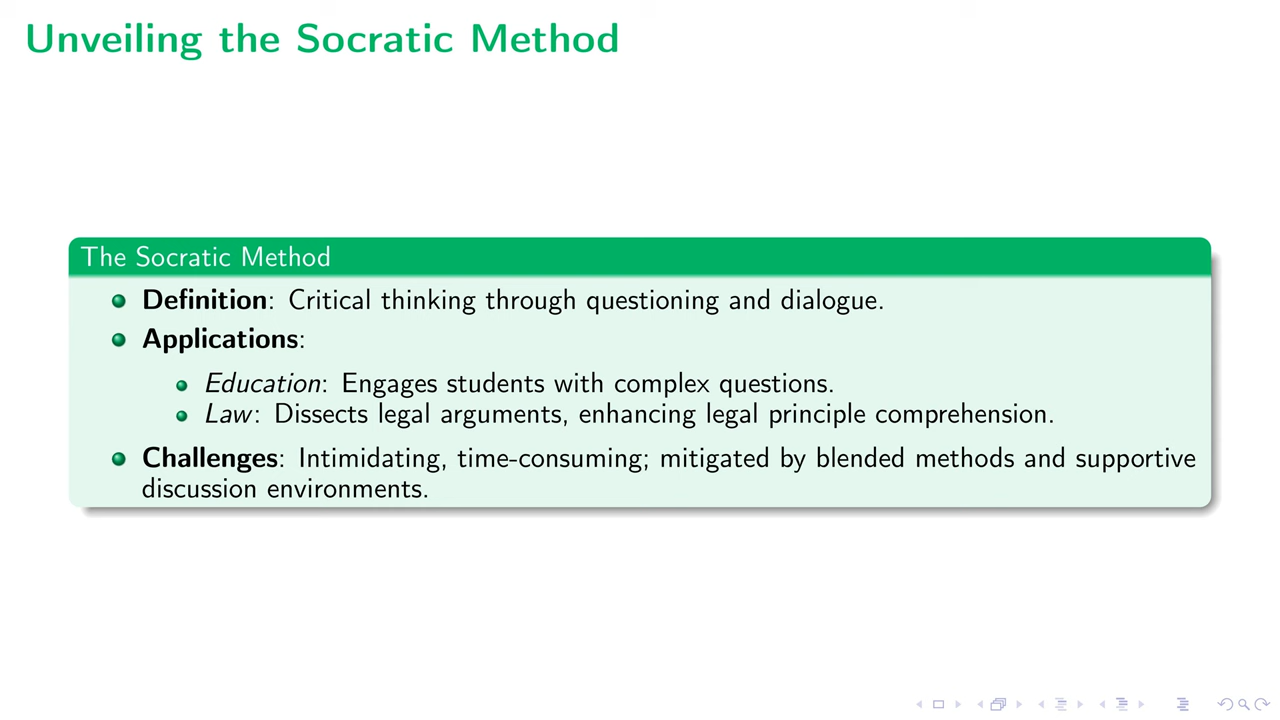 Unveiling the Socratic Method
The Socratic Method
Definition: Critical thinking through questioning and dialogue.
Applications:
Education: Engages students with complex questions.
Law: Dissects legal arguments, enhancing legal principle comprehension.
Challenges: Intimidating, time-consuming; mitigated by blended methods and supportive
discussion environments.